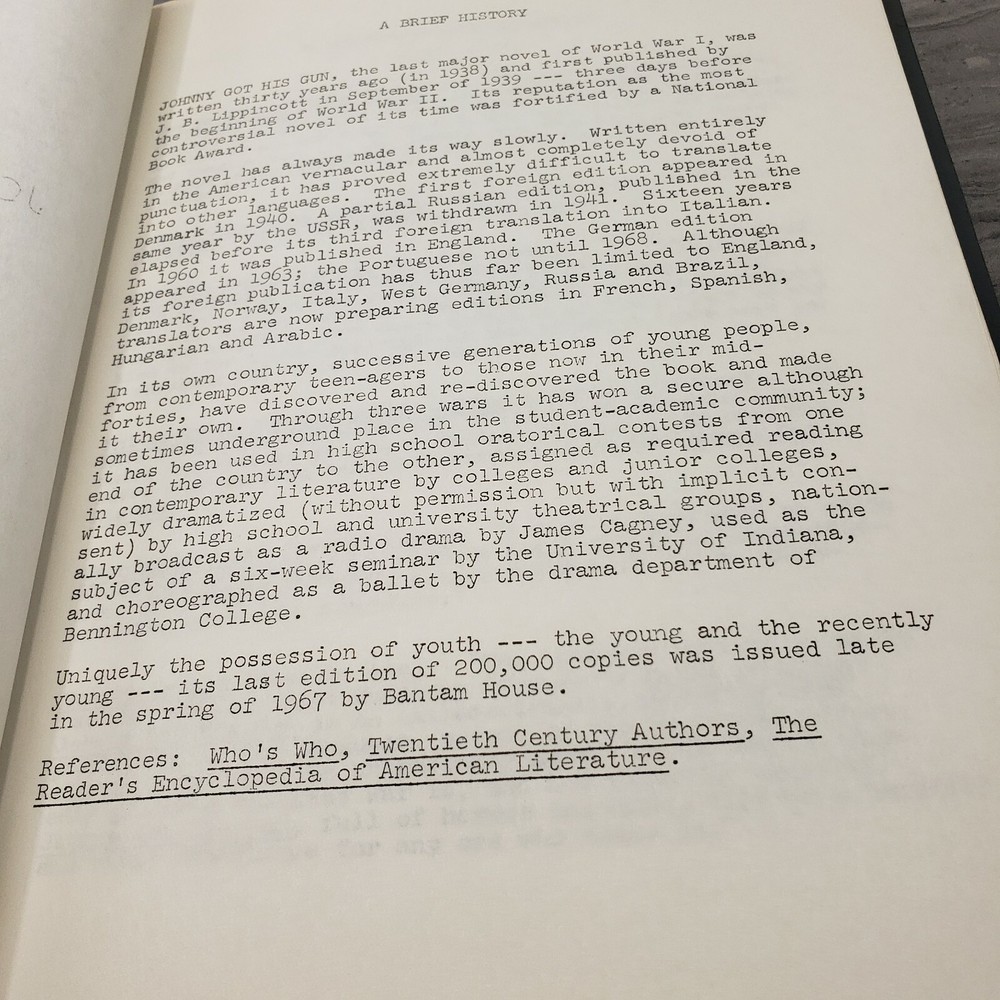 A BRIEF HISTORY
JOHNNY GOT HIS GUN, the last major novel of World War I, was
written thirty years ago (in 1938) and first published by
J. B. Lippincott in September of 1939 --- three days before
the beginning of World War II. Its reputation as the most
controversial novel of its time was fortified by a National
Book Award.
The novel has always made its way slowly. Written entirely
in the American vernacular and almost completely devoid of
punctuation, it has proved extremely difficult to translate
into other languages. The first foreign edition appeared in
Denmark in 1940. A partial Russian edition, published in the
same year by the USSR, was withdrawn in 1941. Sixteen years
elapsed before its third foreign translation into Italian.
In 1960 it was published in England. The German edition
appeared in 1963; the Portuguese not until 1968. Although
its foreign publication has thus far been limited to England,
Denmark, Norway, Italy, West Germany, Russia and Brazil,
translators are now preparing editions in French, Spanish,
Hungarian and Arabic.
In its own country, successive generations of young people,
from contemporary teen-agers to those now in their mid-
forties, have discovered and re-discovered the book and made
it their own. Through three wars it has won a secure although
sometimes underground place in the student-academic community;
it has been used in high school oratorical contests from one
end of the country to the other, assigned as required reading
in contemporary literature by colleges and junior colleges,
widely dramatized (without permission but with implicit con-
sent) by high school and university theatrical groups, nation-
ally broadcast as a radio drama by James Cagney, used as the
subject of a six-week seminar by the University of Indiana,
and choreographed as a ballet by the drama department of
Bennington College.
Uniquely the possession of youth --- the young and the recently
young --- its last edition of 200,000 copies was issued late
in the spring of 1967 by Bantam House.
References: Who's Who, Twentieth Century Authors, The
Reader's Encyclopedia of American Literature.